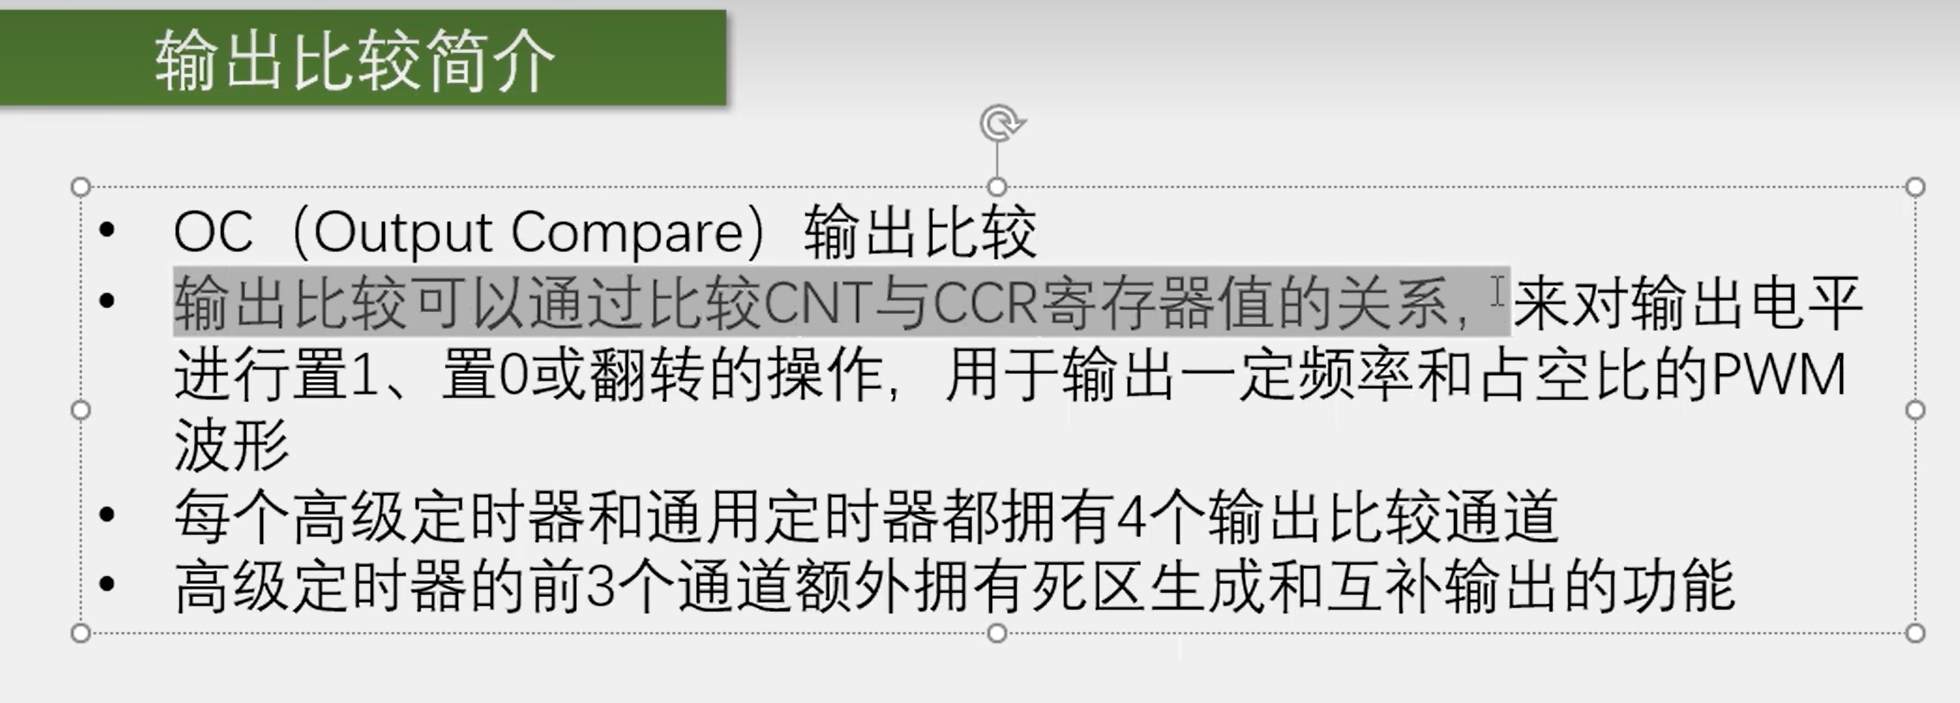 输出比较简介
• OC（Output Compare）输出比较
• 输出比较可以通过比较CNT与CCR寄存器值的关系，来对输出电平
进行置1、置0或翻转的操作，用于输出一定频率和占空比的PWM
波形
• 每个高级定时器和通用定时器都拥有4个输出比较通道
• 高级定时器的前3个通道额外拥有死区生成和互补输出的功能